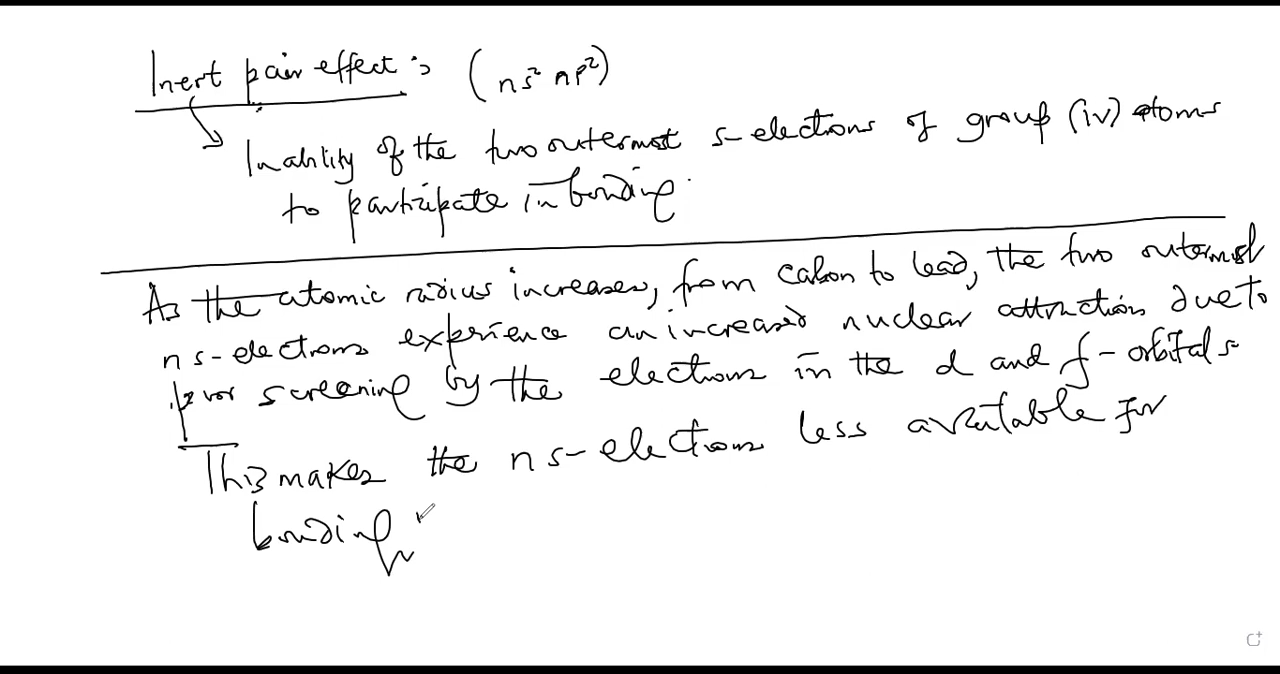 Inert pair effect: (ns² np²)
Inability of the two outermost s-electrons of group (iv) atoms
to participate in bonding.
As the atomic radius increases, from carbon to lead, the two outermost
ns-electrons experience an increased nuclear attraction due to
poor screening by the electrons in the d and f-orbitals
This makes the ns-electrons less available for
bonding